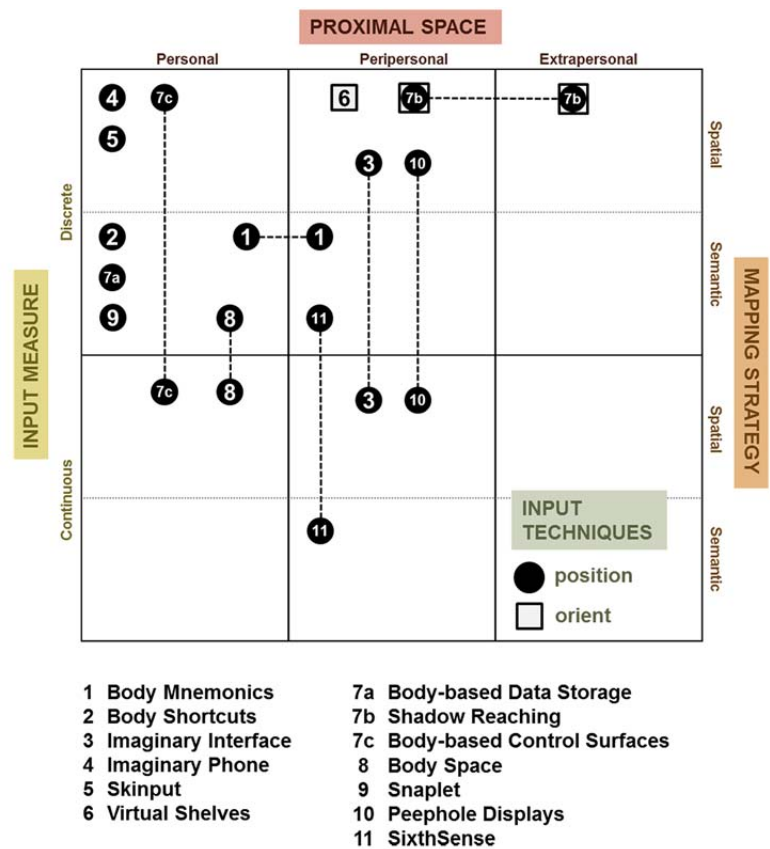 PROXIMAL SPACE
Personal Peripersonal Extrapersonal
4 7c 6 7b 7b
5
3 10
Discrete
Spatial
2 1 1
7a
9 8 11
Semantic
INPUT MEASURE
MAPPING STRATEGY
7c 8 3 10
Spatial
Continuous
11
Semantic
INPUT
TECHNIQUES
position
orient
1 Body Mnemonics
2 Body Shortcuts
3 Imaginary Interface
4 Imaginary Phone
5 Skinput
6 Virtual Shelves
7a Body-based Data Storage
7b Shadow Reaching
7c Body-based Control Surfaces
8 Body Space
9 Snaplet
10 Peephole Displays
11 SixthSense